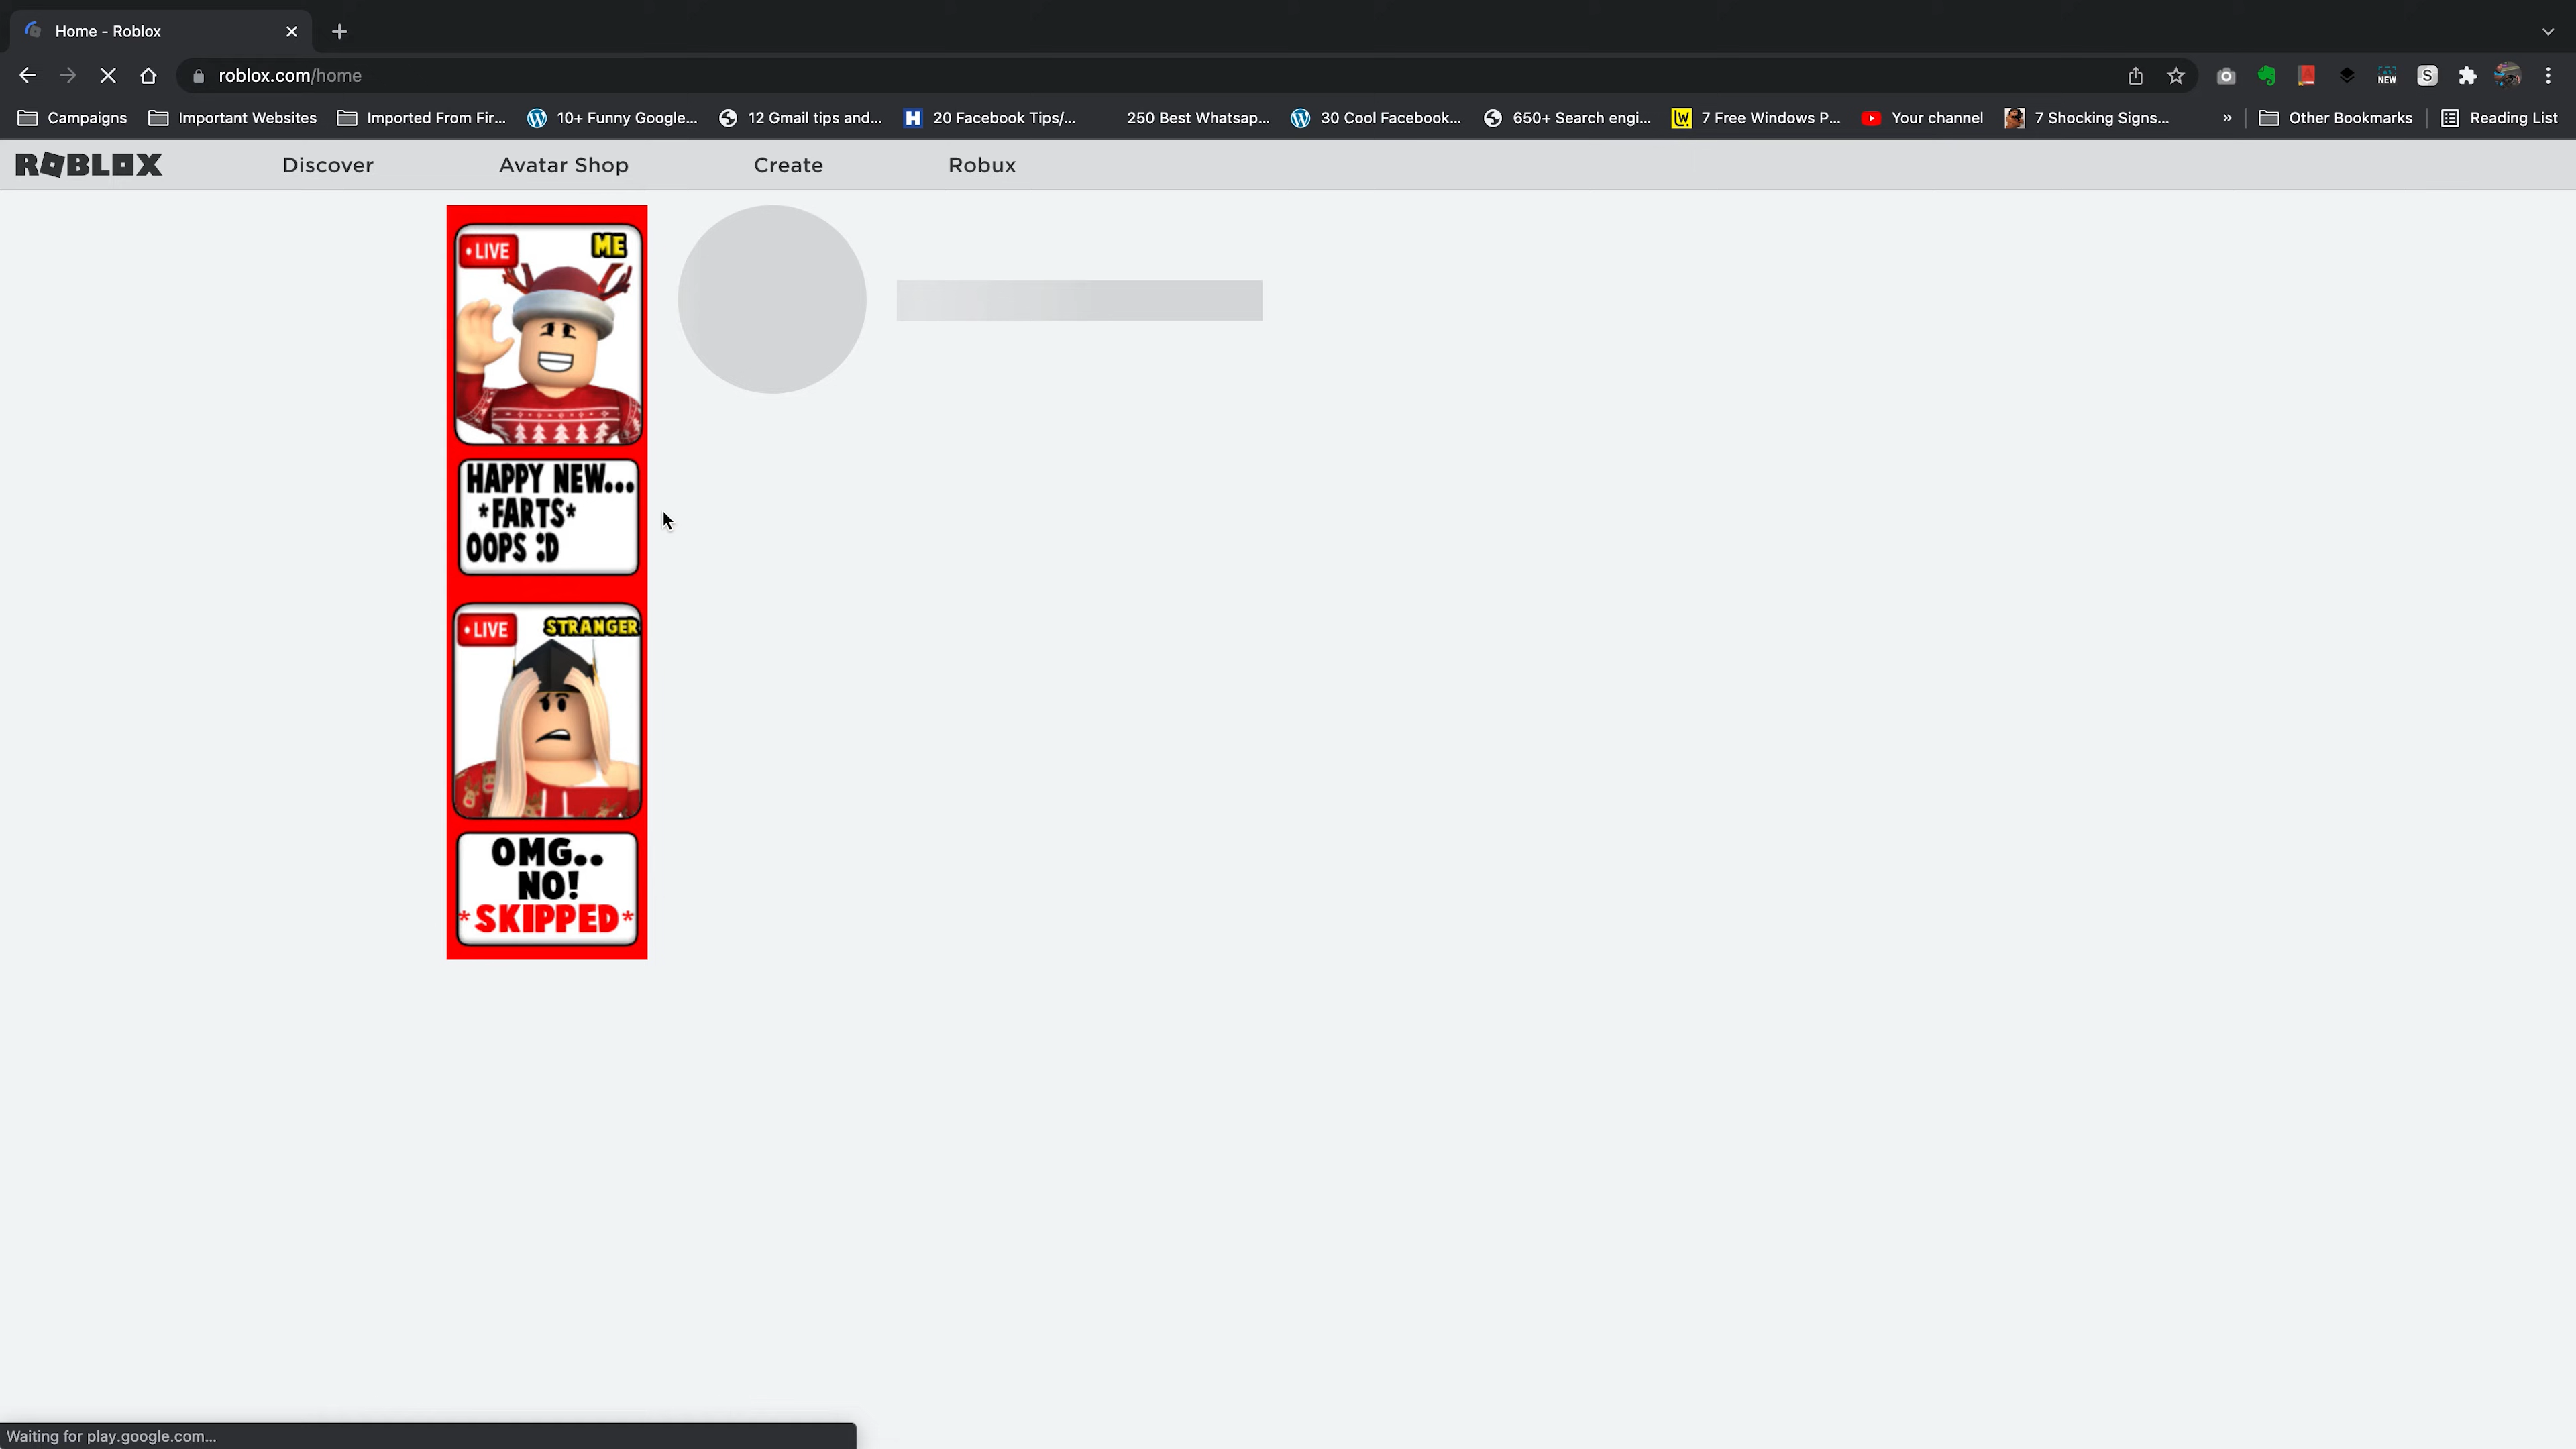 Home - Roblox
roblox.com/home
Campaigns Important Websites Imported From Fir... 10+ Funny Google... 12 Gmail tips and... 20 Facebook Tips/... 250 Best Whatsap... 30 Cool Facebook... 650+ Search engi... 7 Free Windows P... Your channel 7 Shocking Signs... » Other Bookmarks Reading List
ROBLOX Discover Avatar Shop Create Robux
• LIVE ME
HAPPY NEW...
*FARTS*
OOPS :D
• LIVE STRANGER
OMG..
NO!
*SKIPPED*
Waiting for play.google.com...